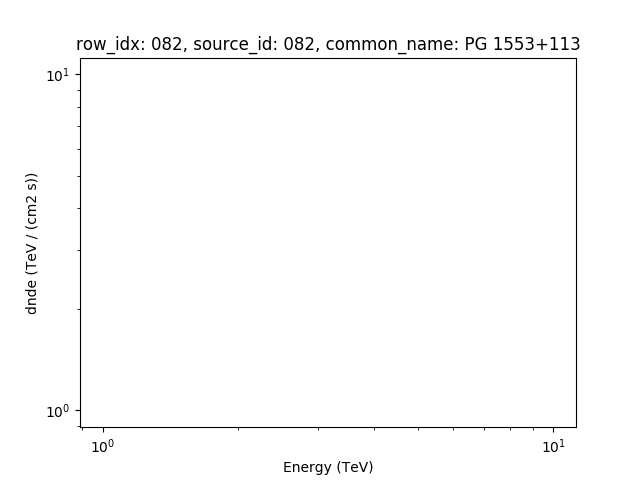 row_idx: 082, source_id: 082, common_name: PG 1553+113
dnde (TeV / (cm2 s))
10¹
10⁰
10⁰ 10¹
Energy (TeV)